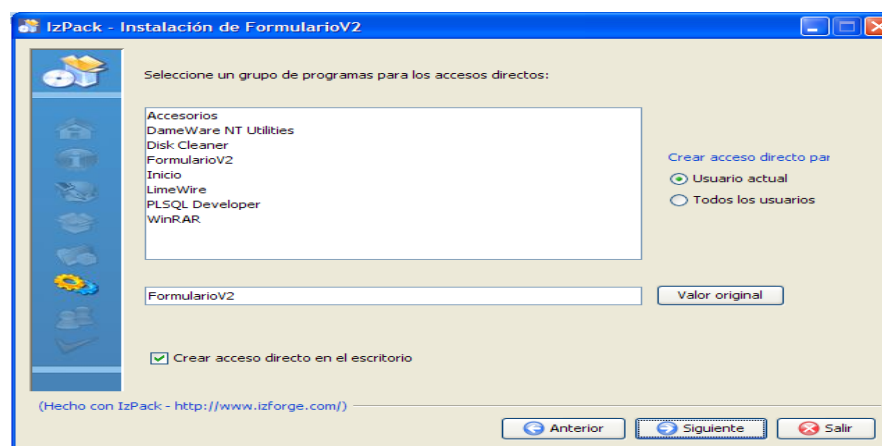 IzPack - Instalación de FormularioV2
Seleccione un grupo de programas para los accesos directos:
Accesorios
DameWare NT Utilities
Disk Cleaner
FormularioV2
Inicio
LimeWire
PLSQL Developer
WinRAR
Crear acceso directo par
Usuario actual
Todos los usuarios
FormularioV2
Valor original
Crear acceso directo en el escritorio
(Hecho con IzPack - http://www.izforge.com/)
Anterior
Siguiente
Salir